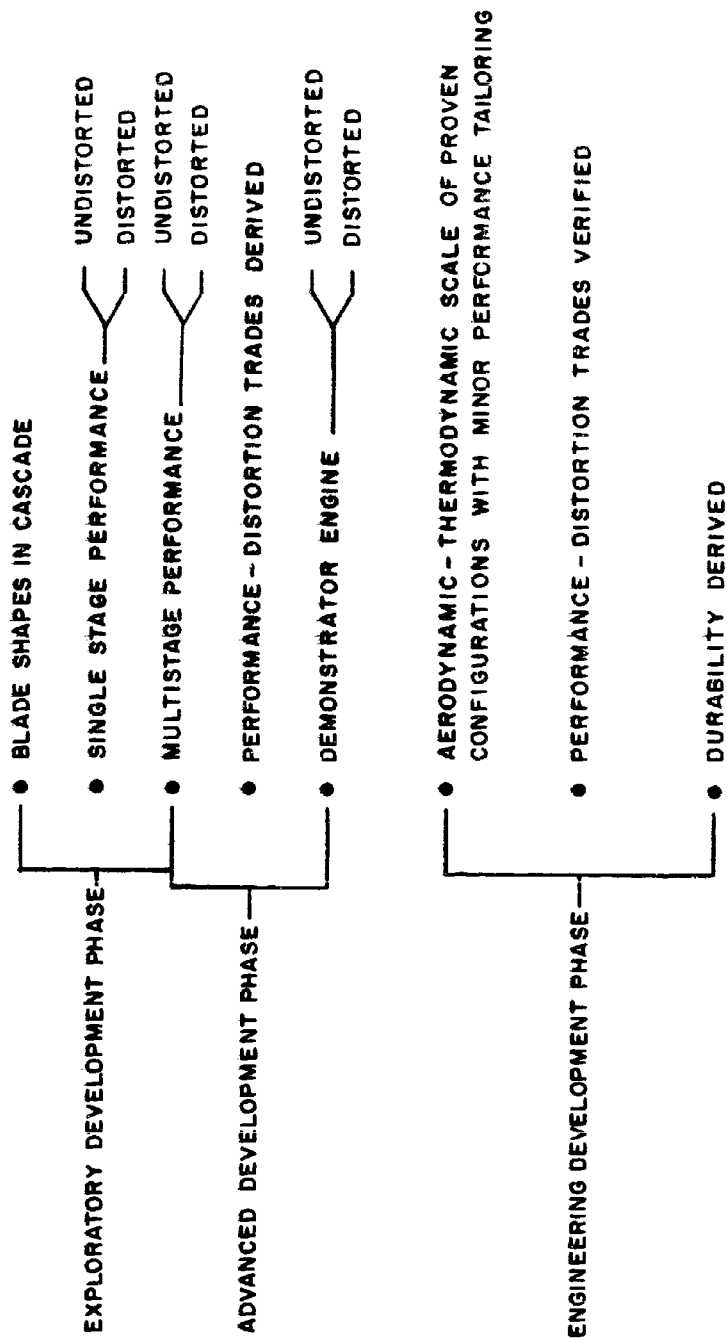 EXPLORATORY DEVELOPMENT PHASE
● BLADE SHAPES IN CASCADE
● SINGLE STAGE PERFORMANCE
UNDISTORTED
DISTORTED
● MULTISTAGE PERFORMANCE
UNDISTORTED
DISTORTED
ADVANCED DEVELOPMENT PHASE
● PERFORMANCE - DISTORTION TRADES DERIVED
● DEMONSTRATOR ENGINE
UNDISTORTED
DISTORTED
ENGINEERING DEVELOPMENT PHASE
● AERODYNAMIC - THERMODYNAMIC SCALE OF PROVEN
CONFIGURATIONS WITH MINOR PERFORMANCE TAILORING
● PERFORMANCE - DISTORTION TRADES VERIFIED
● DURABILITY DERIVED